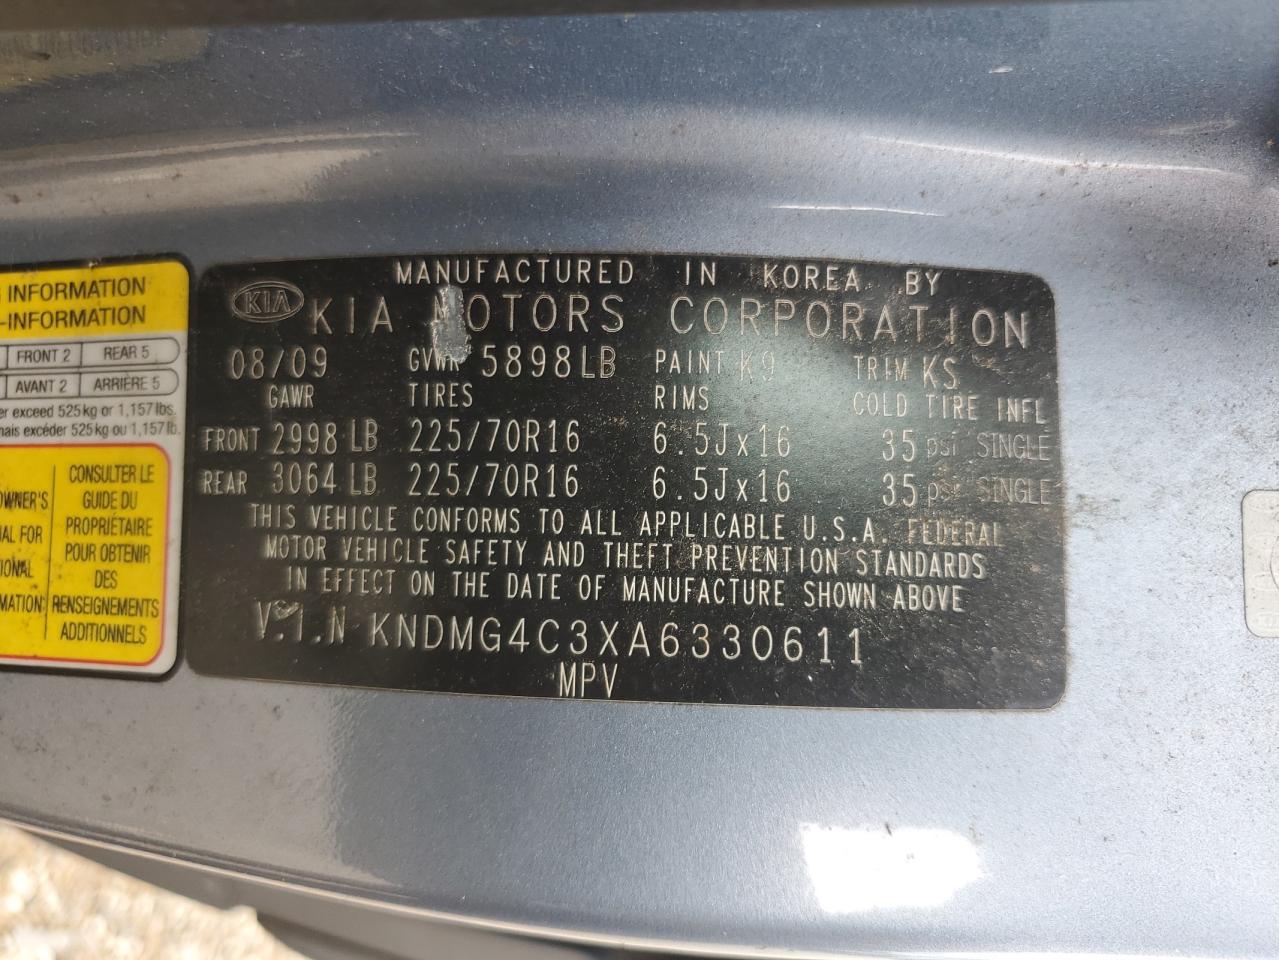 INFORMATION
-INFORMATION
FRONT 2 REAR 5
AVANT 2 ARRIÈRE 5
exceed 525 kg or 1,157 lbs.
mais excéder 525 kg ou 1,157 lb.
OWNER'S
FOR
CONSULTER LE
GUIDE DU
PROPRIÉTAIRE
POUR OBTENIR
DES
RENSEIGNEMENTS
ADDITIONNELS
MANUFACTURED IN KOREA BY
KIA KIA MOTORS CORPORATION
08/09 GVWR 5898LB PAINT K9 TRIM KS
GAWR TIRES RIMS COLD TIRE INFL
FRONT 2998 LB 225/70R16 6.5Jx16 35 psi SINGLE
REAR 3064 LB 225/70R16 6.5Jx16 35 psi SINGLE
THIS VEHICLE CONFORMS TO ALL APPLICABLE U.S.A. FEDERAL
MOTOR VEHICLE SAFETY AND THEFT PREVENTION STANDARDS
IN EFFECT ON THE DATE OF MANUFACTURE SHOWN ABOVE
V.I.N KNDMG4C3XA6330611
MPV